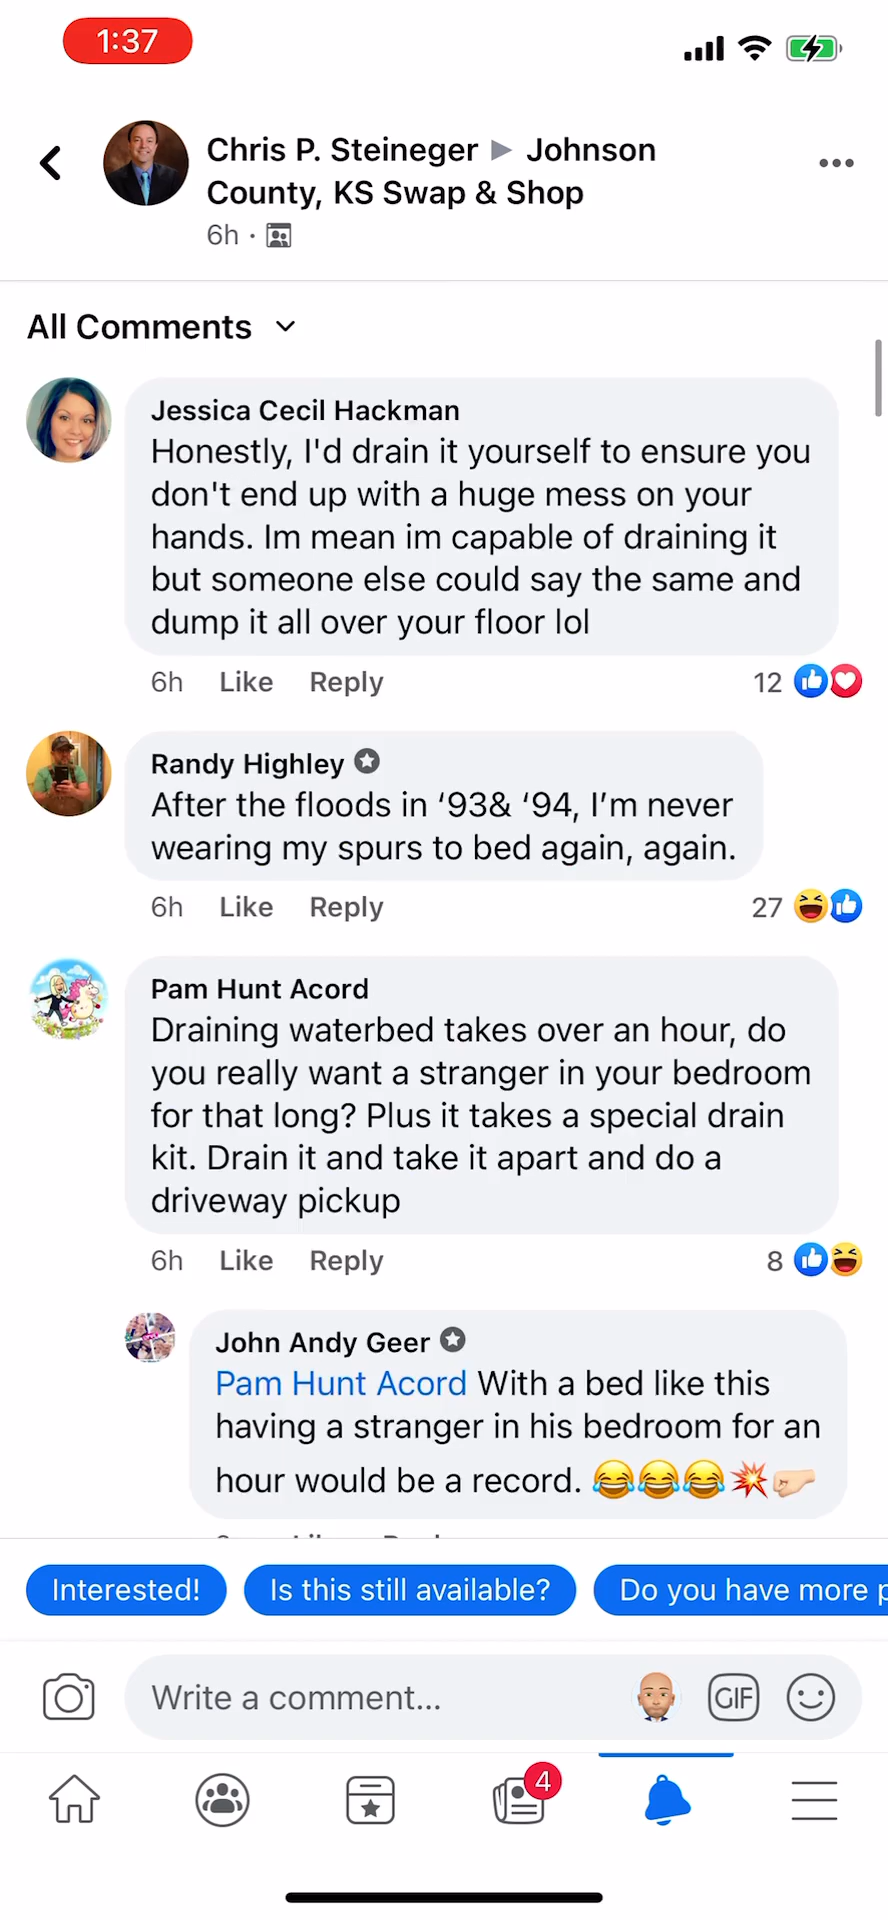 1:37
Chris P. Steineger ▶ Johnson
County, KS Swap & Shop
6h ·
All Comments
Jessica Cecil Hackman
Honestly, I'd drain it yourself to ensure you
don't end up with a huge mess on your
hands. Im mean im capable of draining it
but someone else could say the same and
dump it all over your floor lol
6h Like Reply 12
Randy Highley
After the floods in ‘93& ‘94, I’m never
wearing my spurs to bed again, again.
6h Like Reply 27
Pam Hunt Acord
Draining waterbed takes over an hour, do
you really want a stranger in your bedroom
for that long? Plus it takes a special drain
kit. Drain it and take it apart and do a
driveway pickup
6h Like Reply 8
John Andy Geer
Pam Hunt Acord With a bed like this
having a stranger in his bedroom for an
hour would be a record. 😂😂😂💥🤛🏻
Interested! Is this still available? Do you have more
Write a comment... GIF
4